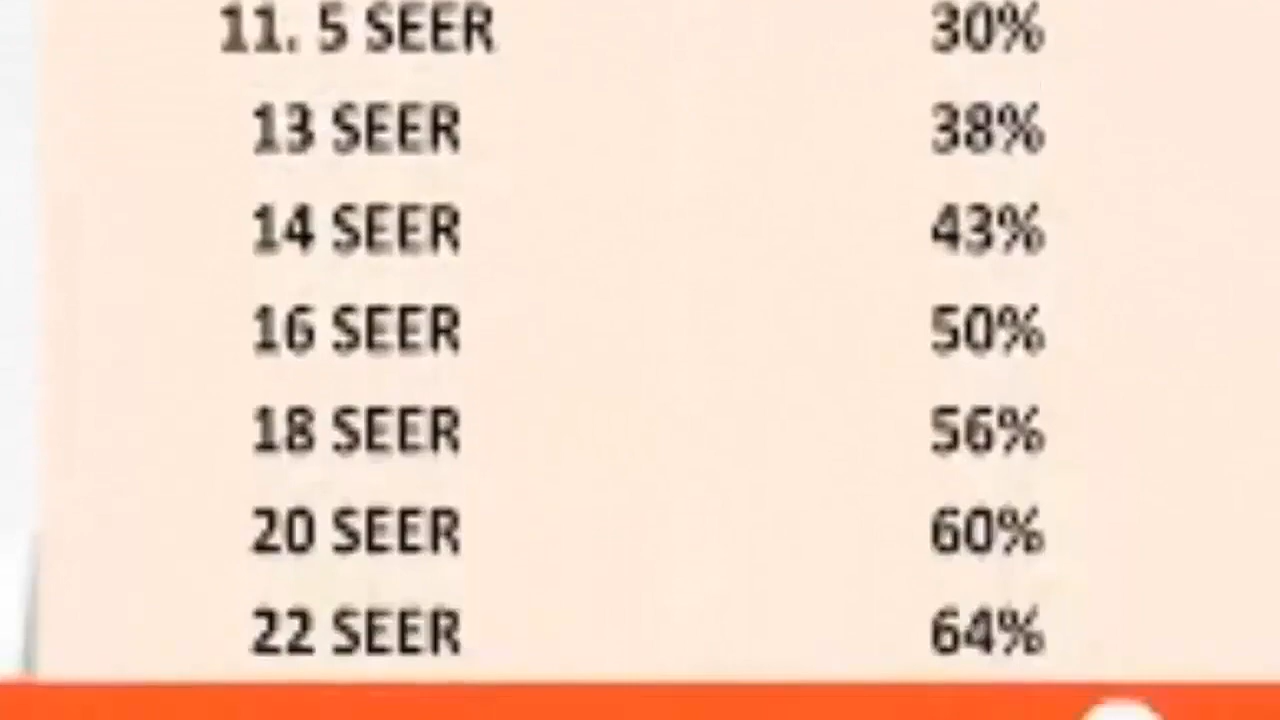 11. 5 SEER 30%
13 SEER 38%
14 SEER 43%
16 SEER 50%
18 SEER 56%
20 SEER 60%
22 SEER 64%